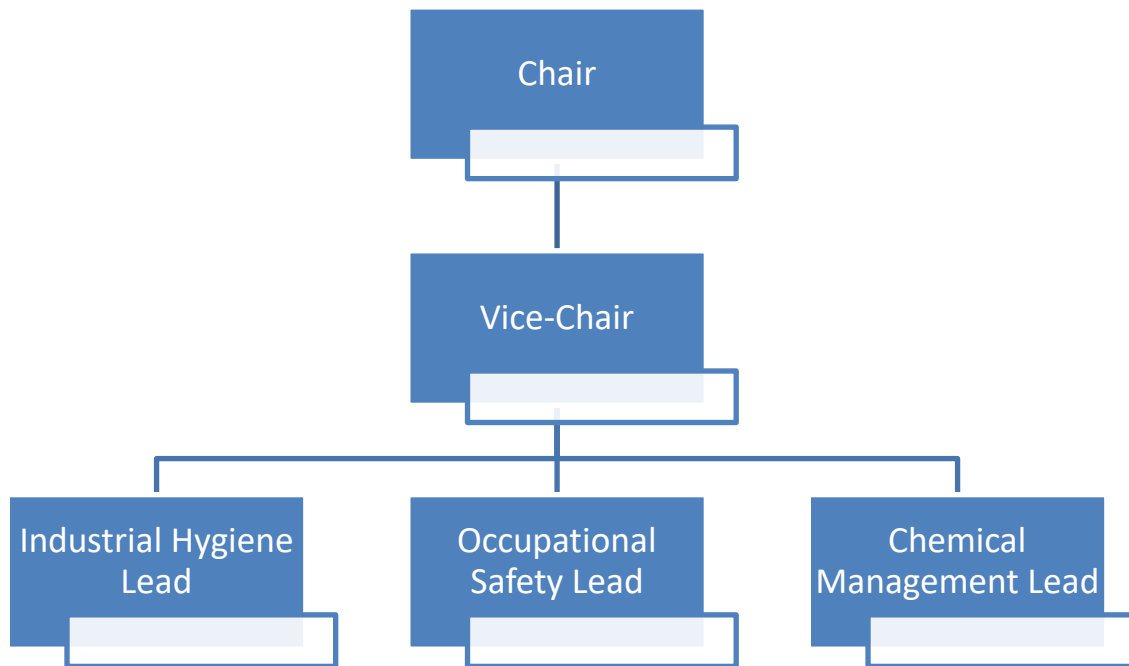 Chair
Vice-Chair
Industrial Hygiene
Lead
Occupational
Safety Lead
Chemical
Management Lead